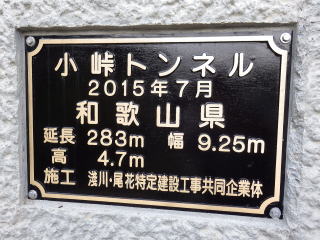 小峠トンネル
2015年7月
和歌山県
延長 283m 幅 9.25m
高 4.7m
施工 浅川・尾花特定建設工事共同企業体